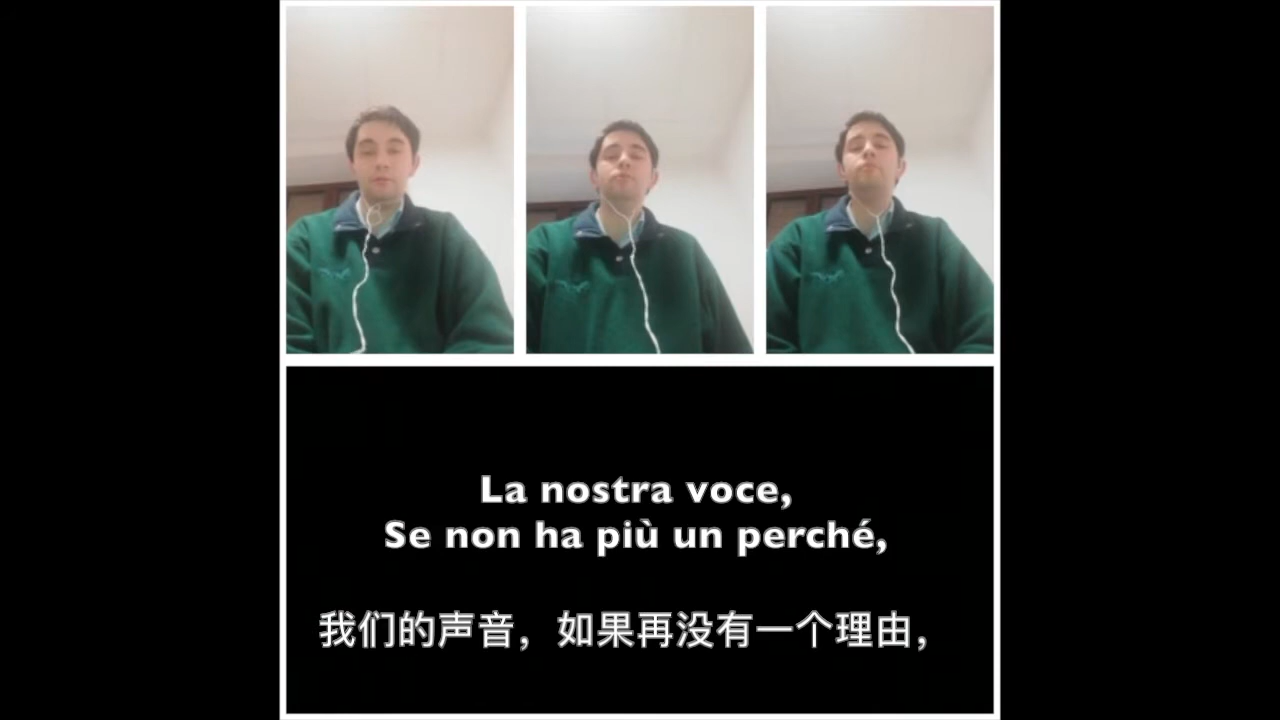 La nostra voce,
Se non ha più un perché,
我们的声音，如果再没有一个理由，